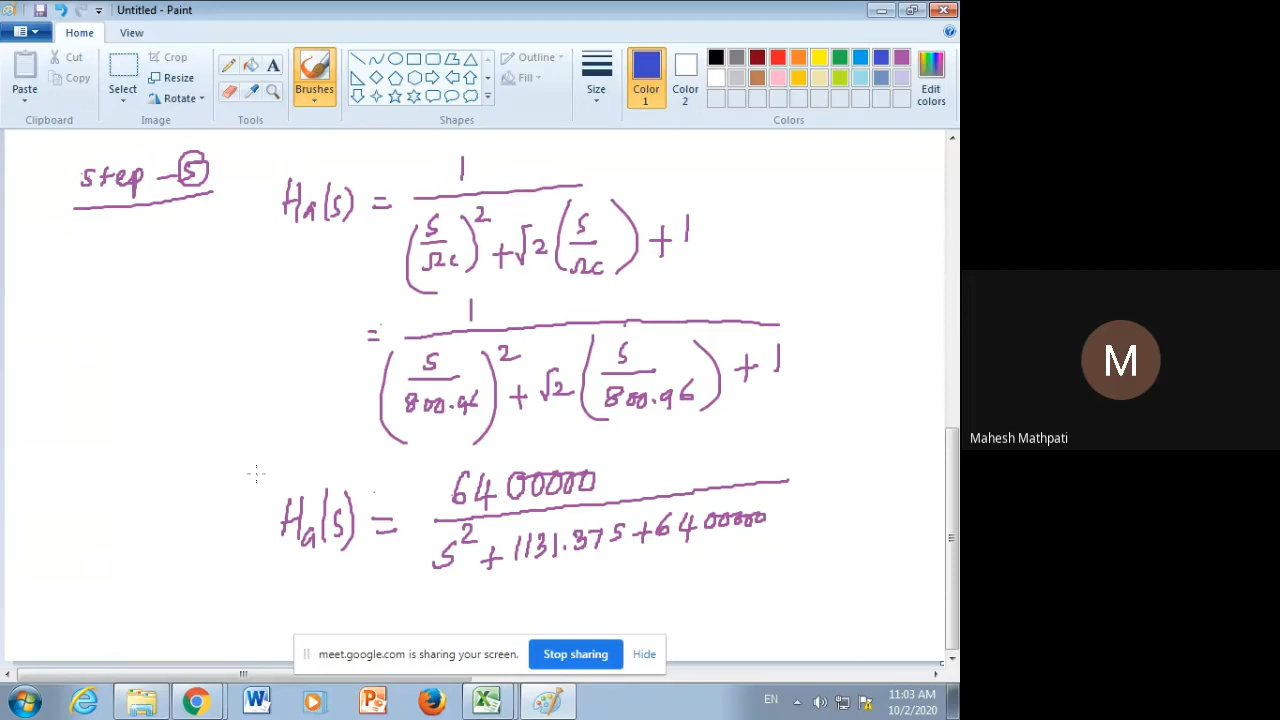 Untitled - Paint
Home View
Paste
Cut
Copy
Clipboard
Select
Crop
Resize
Rotate
Image
A
Tools
Brushes
Outline
Fill
Shapes
Size
Color 1
Color 2
Edit colors
Colors
step - 5
Ha(s) = 1 / (s/Ωc)² + √2 (s/Ωc) + 1
= 1 / (s/800.96)² + √2 (s/800.96) + 1
Ha(s) = 6400000 / s² + 1131.37s + 6400000
meet.google.com is sharing your screen. Stop sharing Hide
M
Mahesh Mathpati
EN
11:03 AM
10/2/2020